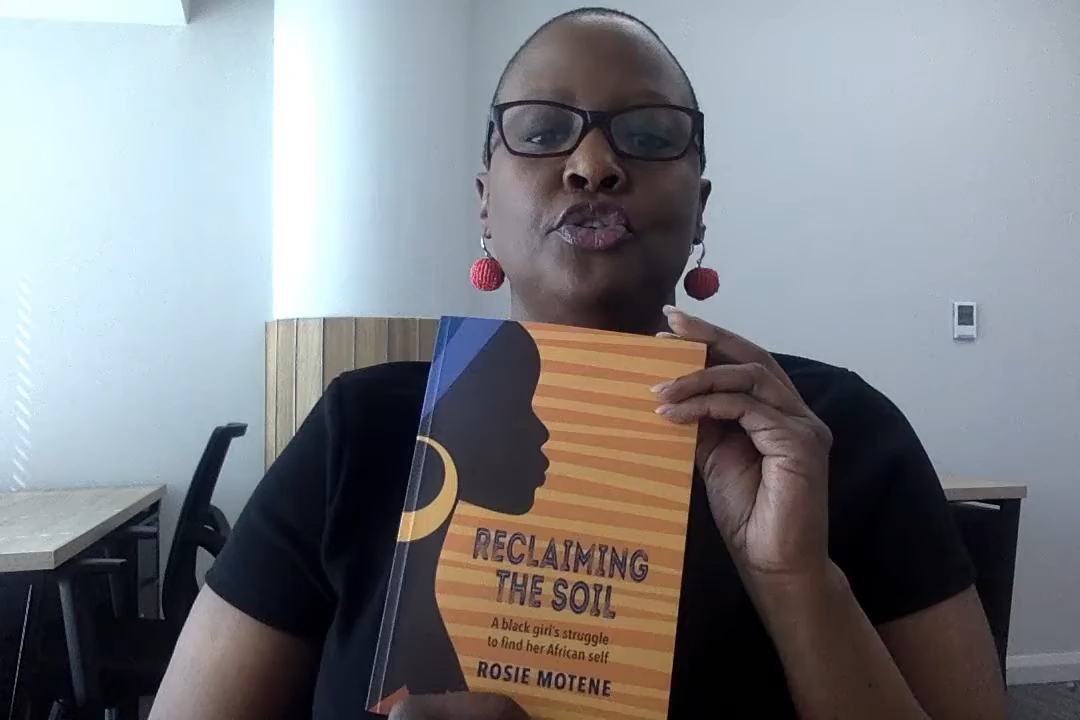 RECLAIMING
THE SOIL
A black girl's struggle
to find her African self
ROSIE MOTENE